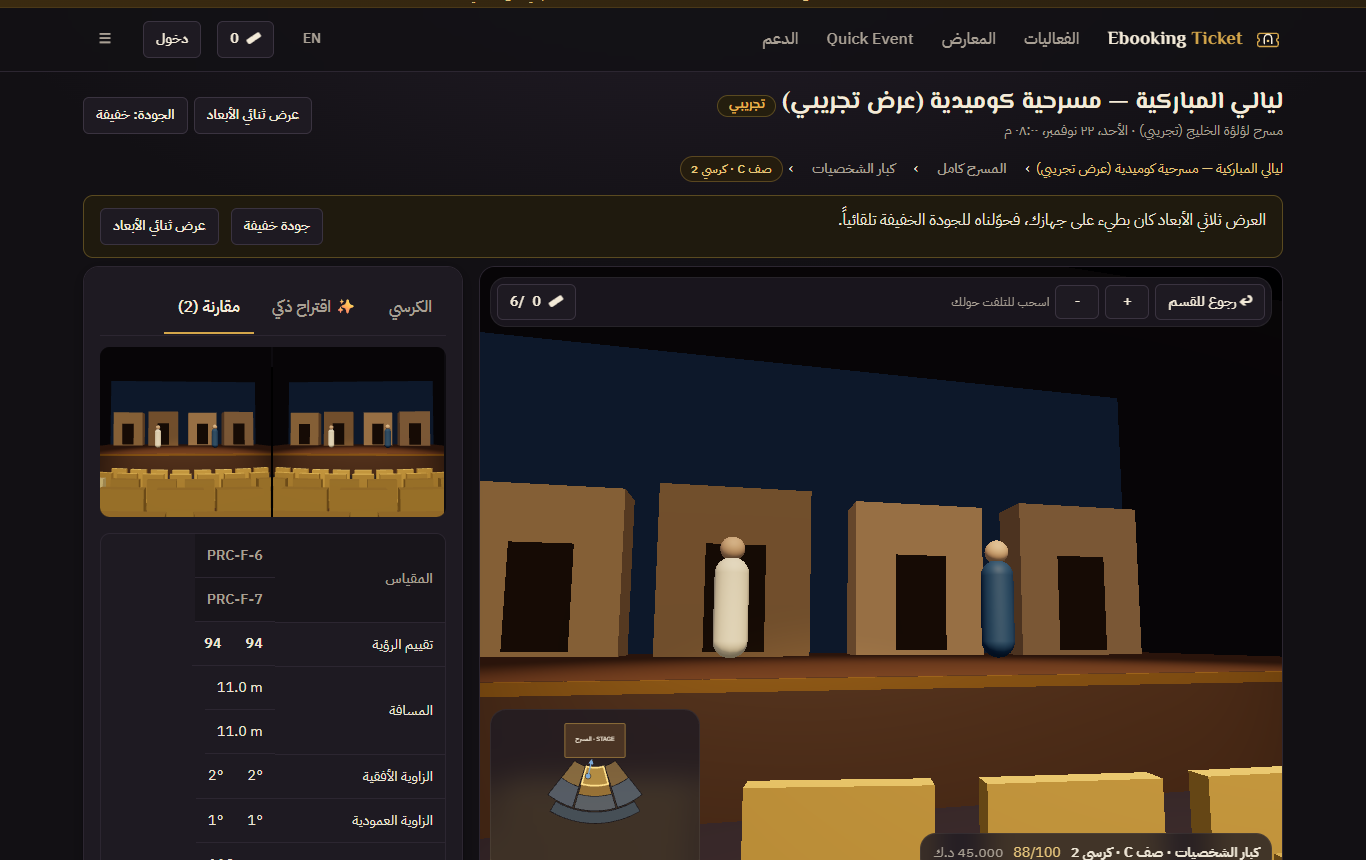 Ebooking Ticket
الفعاليات
المعارض
Quick Event
الدعم
EN
0
دخول
ليالي المباركية — مسرحية كوميدية (عرض تجريبي) تجريبي
مسرح لؤلؤة الخليج (تجريبي) · الأحد، ٢٢ نوفمبر، ٠٨:٠٠ م
عرض ثنائي الأبعاد
الجودة: خفيفة
ليالي المباركية — مسرحية كوميدية (عرض تجريبي) › المسرح كامل › كبار الشخصيات › صف C · كرسي 2
العرض ثلاثي الأبعاد كان بطيء على جهازك، فحوّلناه للجودة الخفيفة تلقائياً.
جودة خفيفة
عرض ثنائي الأبعاد
رجوع للقسم
+
-
اسحب للتلفت حولك
0 /6
المسرح · STAGE
كبار الشخصيات · صف C · كرسي 2 88/100 45.000 د.ك
الكرسي
اقتراح ذكي
مقارنة (2)
المقياس
PRC-F-6
PRC-F-7
تقييم الرؤية 94 94
المسافة
11.0 m
11.0 m
الزاوية الأفقية 2° 2°
الزاوية العمودية 1° 1°